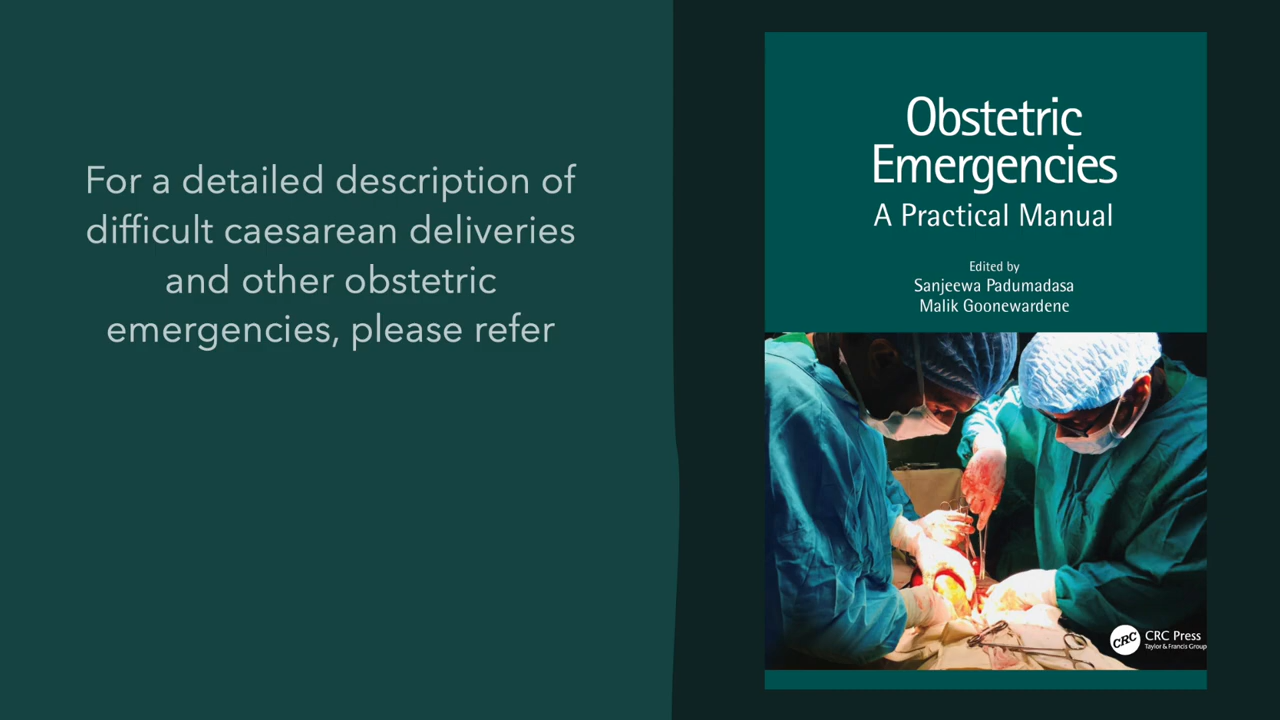 For a detailed description of
difficult caesarean deliveries
and other obstetric
emergencies, please refer
Obstetric
Emergencies
A Practical Manual
Edited by
Sanjeewa Padumadasa
Malik Goonewardene
CRC
CRC Press
Taylor & Francis Group